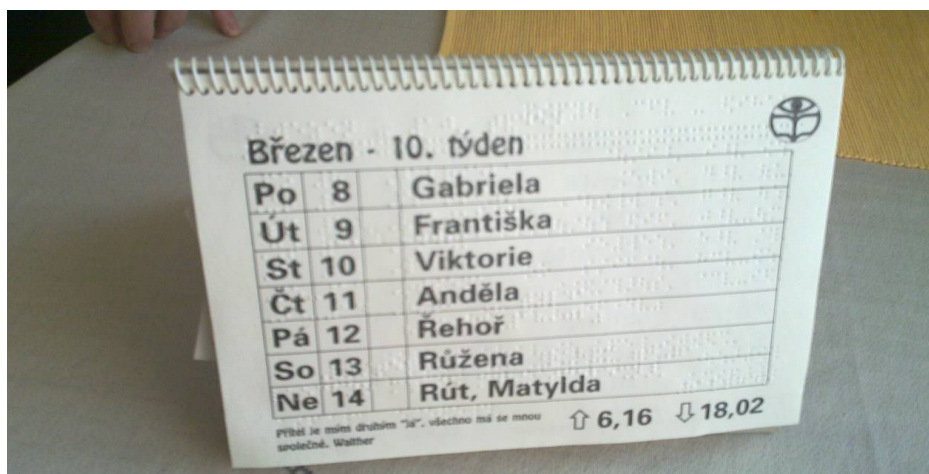 Březen - 10. týden
Po 8 Gabriela
Út 9 Františka
St 10 Viktorie
Čt 11 Anděla
Pá 12 Řehoř
So 13 Růžena
Ne 14 Rút, Matylda
Přítel je mým druhým "já", všechno má se mnou
společné. Walther
⇧ 6,16 ⇩ 18,02